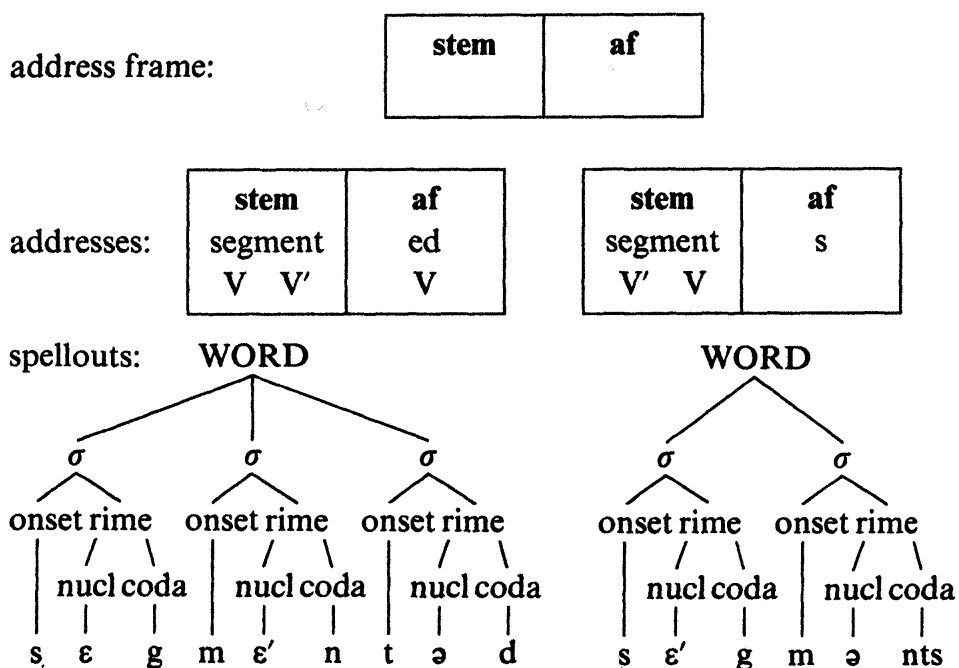 address frame: stem af
addresses: stem af stem af
segment ed segment s
V V′ V V′ V
spellouts: WORD WORD
σ σ σ σ σ
onset rime onset rime onset rime onset rime onset rime
nucl coda nucl coda nucl coda nucl coda nucl coda
s ɛ g m ɛ′ n t ə d s ɛ′ g m ə nts